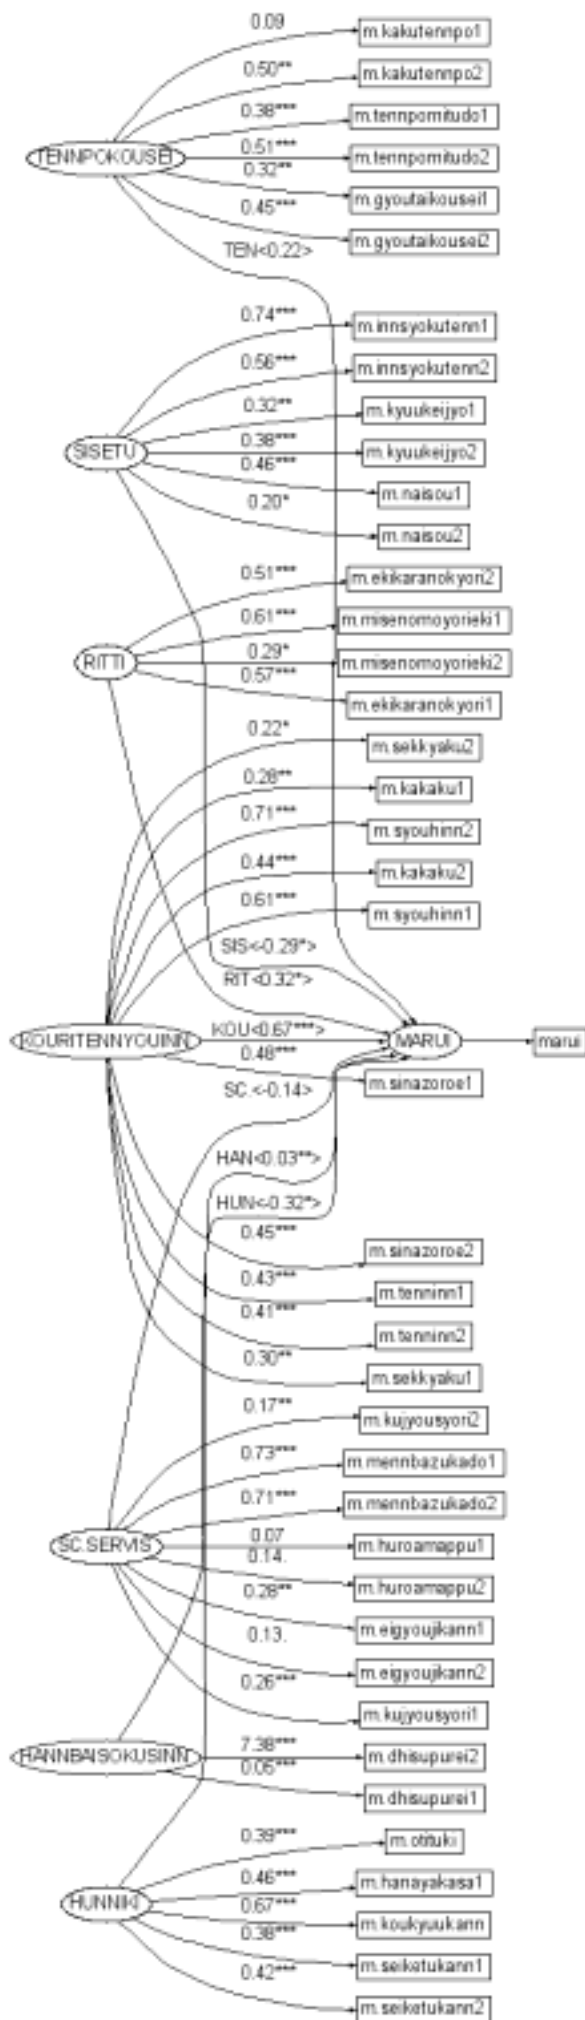 0.09
m.kakutennpo1
0.50**
m.kakutennpo2
0.38***
m.tennpomitudo1
0.51***
TENNPOKOUSEI
m.tennpomitudo2
0.32**
m.gyoutaikousei1
0.45***
m.gyoutaikousei2
TEN<0.22>
0.74***
m.innsyokutenn1
0.56***
m.innsyokutenn2
0.32**
m.kyuukeijyo1
0.38***
SISETU
m.kyuukeijyo2
0.46***
m.naisou1
0.20*
m.naisou2
0.51***
m.ekikaranokyori2
0.61***
m.misenomoyorieki1
0.29*
RITTI
m.misenomoyorieki2
0.57***
m.ekikaranokyori1
0.22*
m.sekkyaku2
0.28**
m.kakaku1
0.71***
m.syouhinn2
0.44***
m.kakaku2
0.61***
m.syouhinn1
SIS<-0.29*>
RIT<0.32*>
KOURITENNYOUINN
KOU<0.67***>
MARUI
marui
0.48***
m.sinazoroe1
SC.<-0.14>
HAN<0.03**>
HUN<-0.32*>
0.45***
m.sinazoroe2
0.43***
m.tenninn1
0.41***
m.tenninn2
0.30**
m.sekkyaku1
0.17**
m.kujyousyori2
0.73***
m.mennbazukado1
0.71***
m.mennbazukado2
0.07
SC.SERVIS
m.huroamappu1
0.14.
m.huroamappu2
0.28**
m.eigyoujikann1
0.13.
m.eigyoujikann2
0.26***
m.kujyousyori1
7.38***
HANNBAISOKUSINN
m.dhisupurei2
0.05***
m.dhisupurei1
0.39***
m.otituki
0.46***
m.hanayakasa1
0.67***
HUNNIKI
m.koukyuukann
0.38***
m.seiketukann1
0.42***
m.seiketukann2